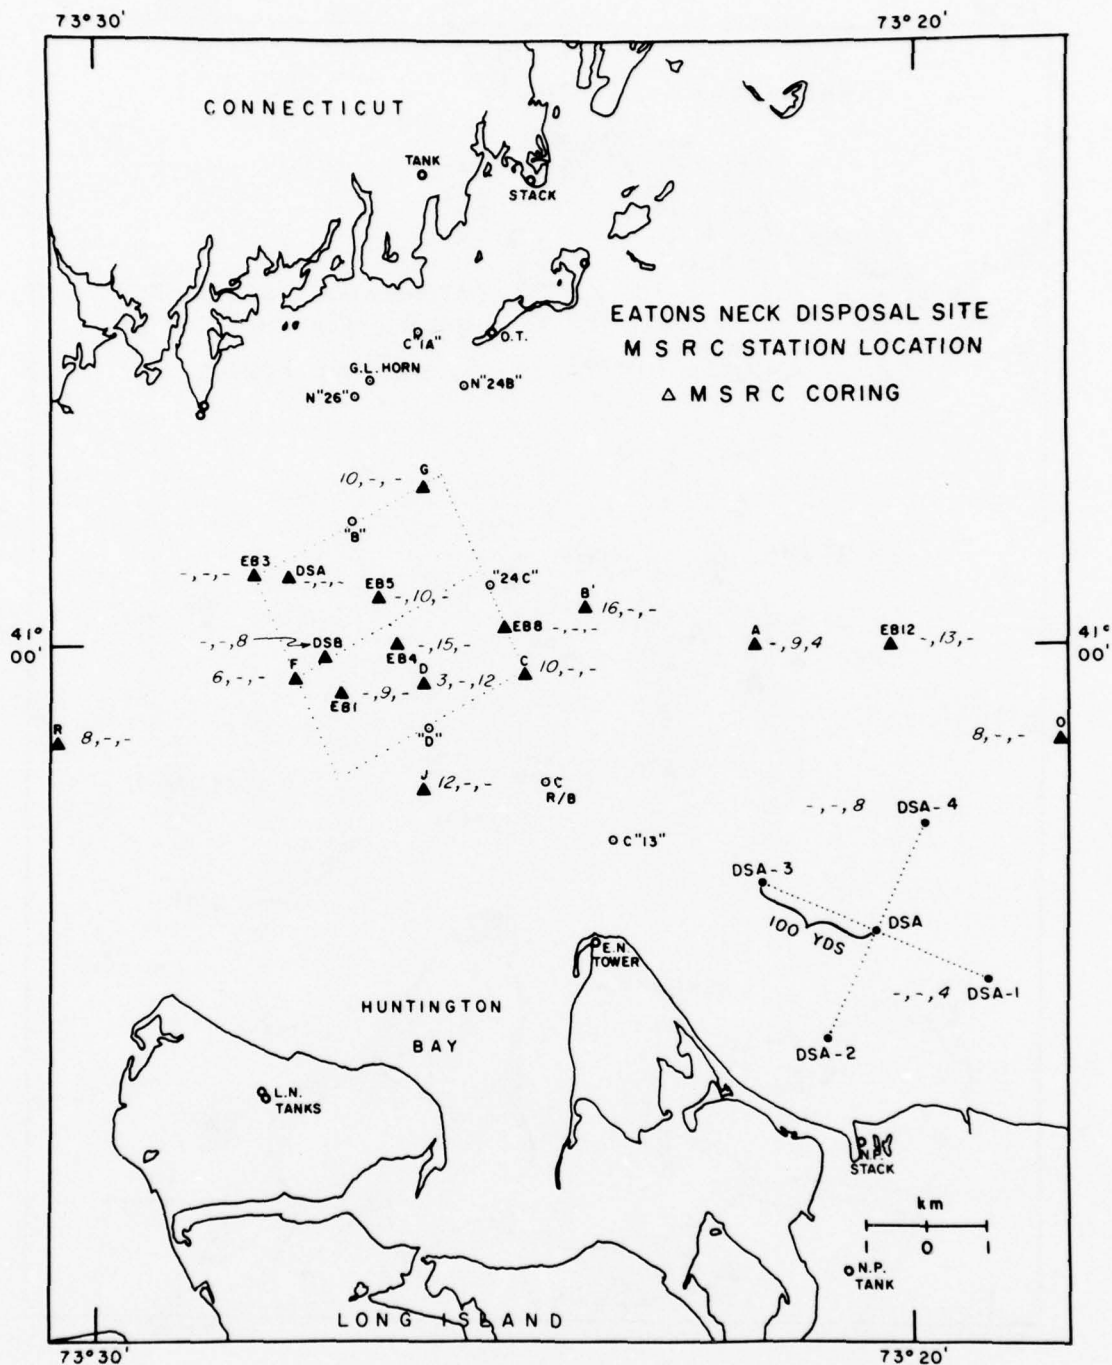 73°30'
73°20'
CONNECTICUT
TANK
STACK
EATONS NECK DISPOSAL SITE
MSRC STATION LOCATION
△ MSRC CORING
C"1A"
O.T.
G.L. HORN
N"26"
N"24B"
G
10,-,-
"B"
EB3
-,-,-
DSA
-,-,-
EB5
-,10,-
"24C"
B'
16,-,-
EB8 -,-,-
A
-,9,4
EB12
-,13,-
41°
00'
41°
00'
-,-,8
DSB
EB4
-,15,-
F
6,-,-
EB1
-,9,-
D
3,-,12
C
10,-,-
R
8,-,-
"D"
O
8,-,-
J
12,-,-
C
R/B
C"13"
-,-,8 DSA-4
DSA-3
DSA
100 YDS
-,-,4 DSA-1
DSA-2
E.N.
TOWER
HUNTINGTON
BAY
L.N.
TANKS
N.P.
STACK
km
1 0 1
N.P.
TANK
LONG ISLAND
73°30'
73°20'